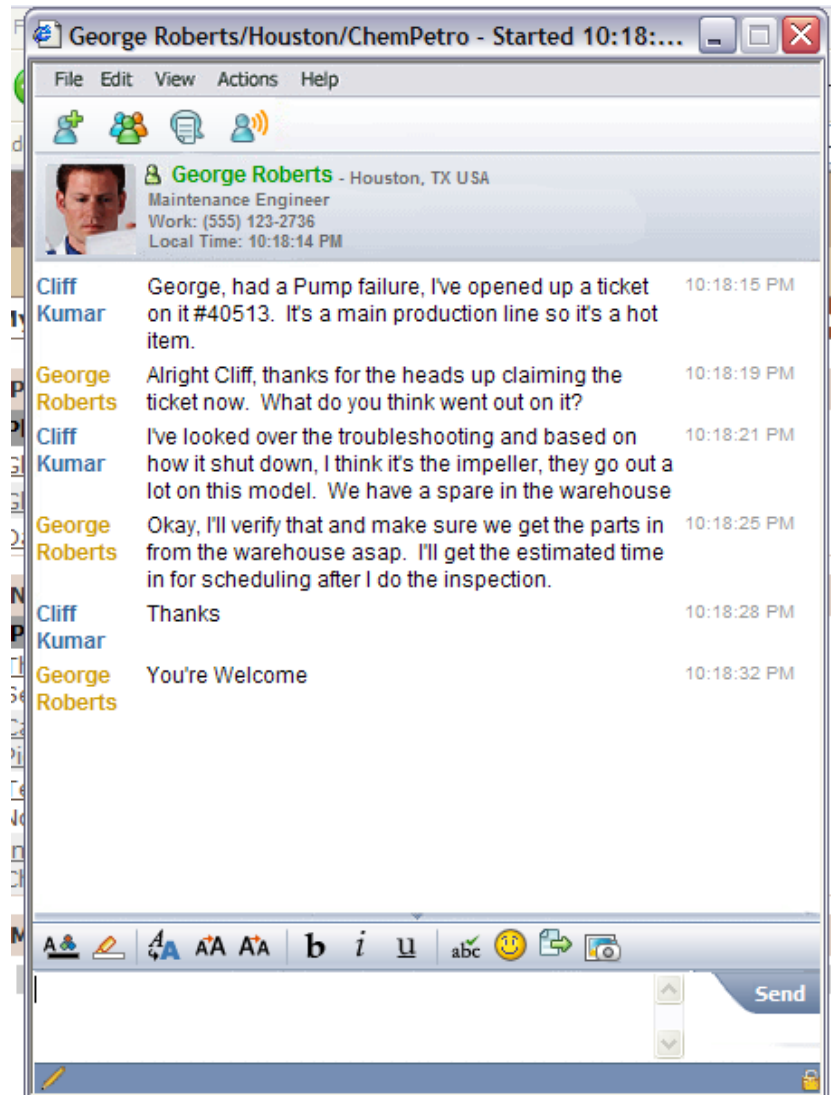 George Roberts/Houston/ChemPetro - Started 10:18:...
File Edit View Actions Help
George Roberts - Houston, TX USA
Maintenance Engineer
Work: (555) 123-2736
Local Time: 10:18:14 PM
Cliff Kumar
George, had a Pump failure, I've opened up a ticket 10:18:15 PM
on it #40513.  It's a main production line so it's a hot
item.
George Roberts
Alright Cliff, thanks for the heads up claiming the 10:18:19 PM
ticket now.  What do you think went out on it?
Cliff Kumar
I've looked over the troubleshooting and based on 10:18:21 PM
how it shut down, I think it's the impeller, they go out a
lot on this model.  We have a spare in the warehouse
George Roberts
Okay, I'll verify that and make sure we get the parts in 10:18:25 PM
from the warehouse asap.  I'll get the estimated time
in for scheduling after I do the inspection.
Cliff Kumar
Thanks 10:18:28 PM
George Roberts
You're Welcome 10:18:32 PM
A A A A A A A b i u abc
Send